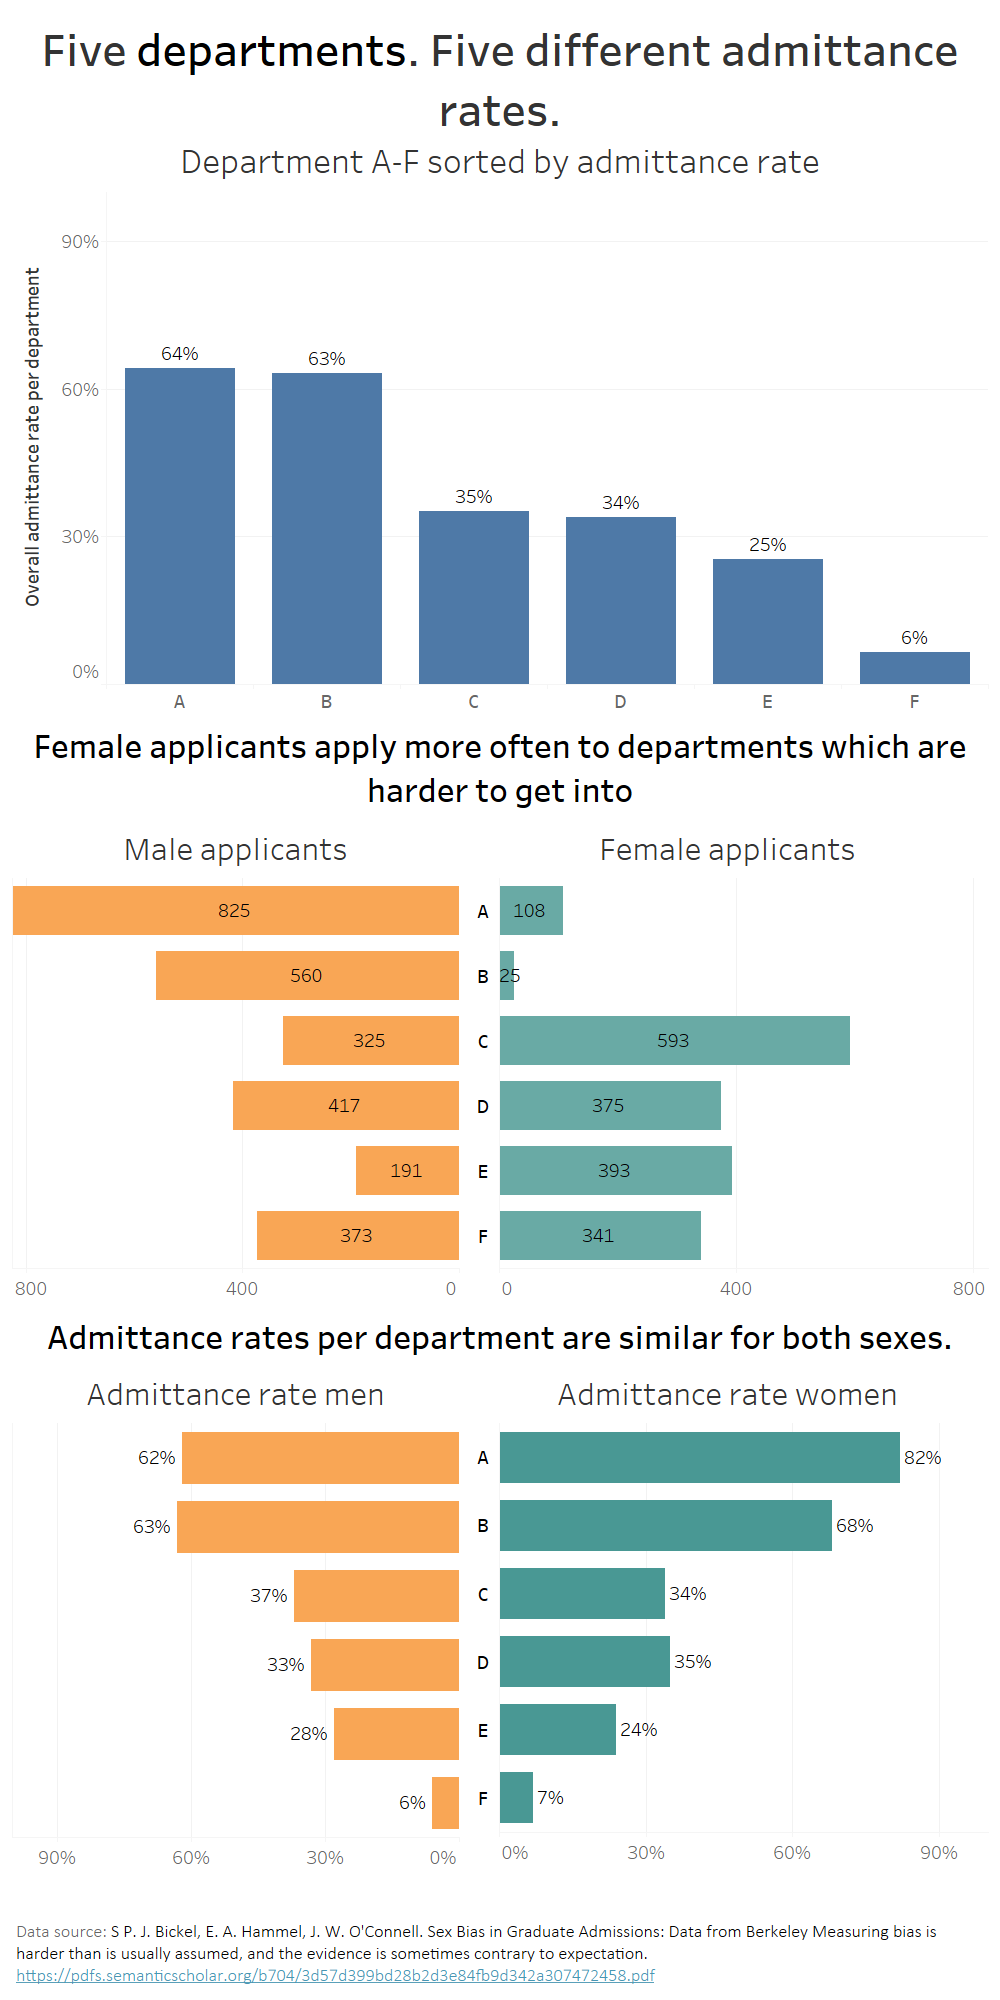 Five departments. Five different admittance
rates.
Department A-F sorted by admittance rate
Overall admittance rate per department
90%
60%
30%
0%
64%
63%
35%
34%
25%
6%
A B C D E F
Female applicants apply more often to departments which are
harder to get into
Male applicants Female applicants
825 A 108
560 B 25
325 C 593
417 D 375
191 E 393
373 F 341
800 400 0 0 400 800
Admittance rates per department are similar for both sexes.
Admittance rate men Admittance rate women
62% A 82%
63% B 68%
37% C 34%
33% D 35%
28% E 24%
6% F 7%
90% 60% 30% 0% 0% 30% 60% 90%
Data source: S P. J. Bickel, E. A. Hammel, J. W. O'Connell. Sex Bias in Graduate Admissions: Data from Berkeley Measuring bias is
harder than is usually assumed, and the evidence is sometimes contrary to expectation.
https://pdfs.semanticscholar.org/b704/3d57d399bd28b2d3e84fb9d342a307472458.pdf